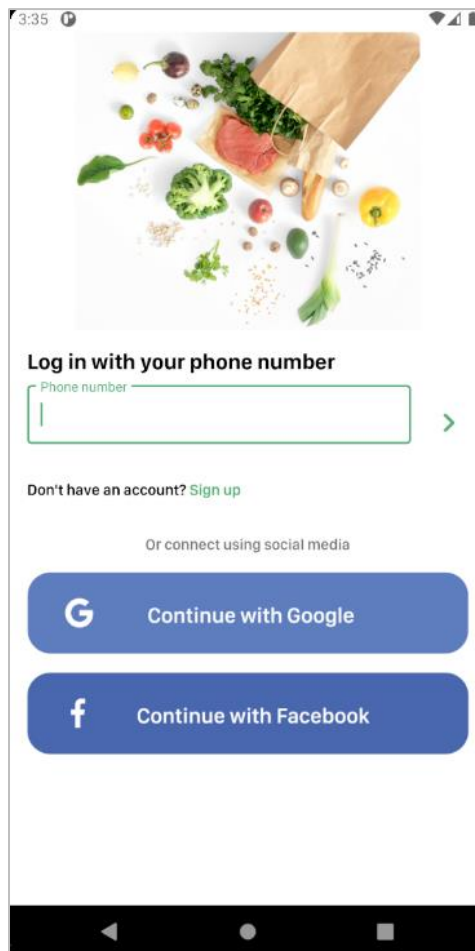 3:35
Log in with your phone number
Phone number
Don't have an account? Sign up
Or connect using social media
G Continue with Google
f Continue with Facebook